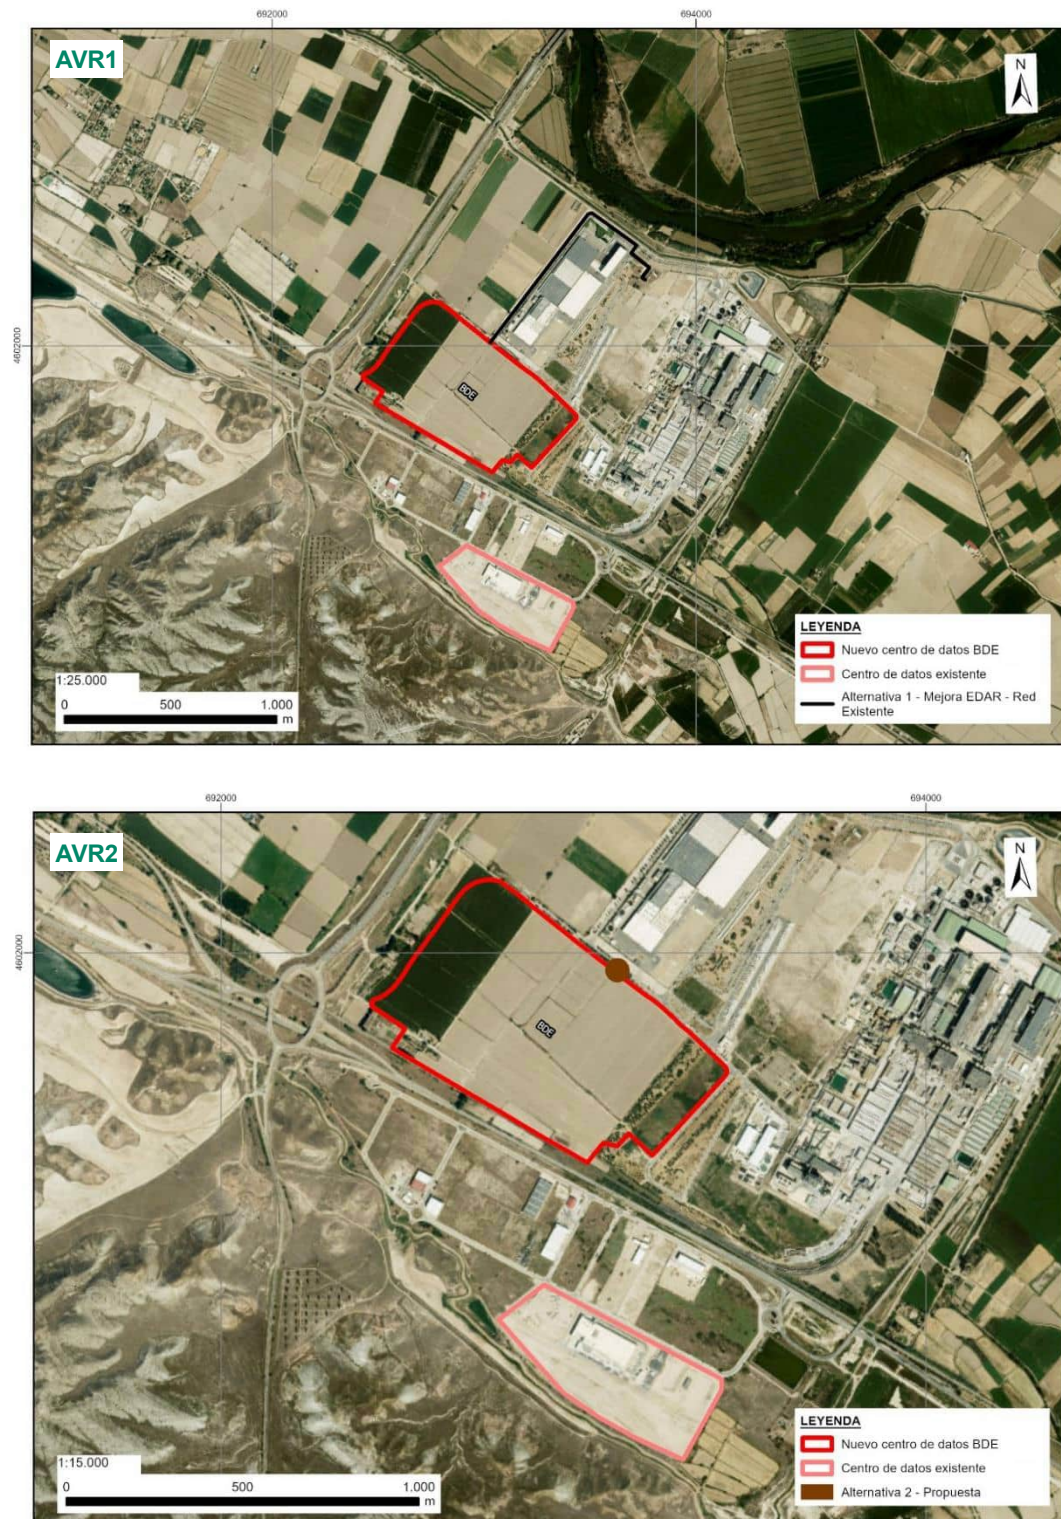 692000
694000
AVR1
N
4602000
BDE
LEYENDA
Nuevo centro de datos BDE
Centro de datos existente
Alternativa 1 - Mejora EDAR - Red
Existente
1:25.000
0 500 1.000
m
692000
694000
AVR2
N
4602000
BDE
LEYENDA
Nuevo centro de datos BDE
Centro de datos existente
Alternativa 2 - Propuesta
1:15.000
0 500 1.000
m